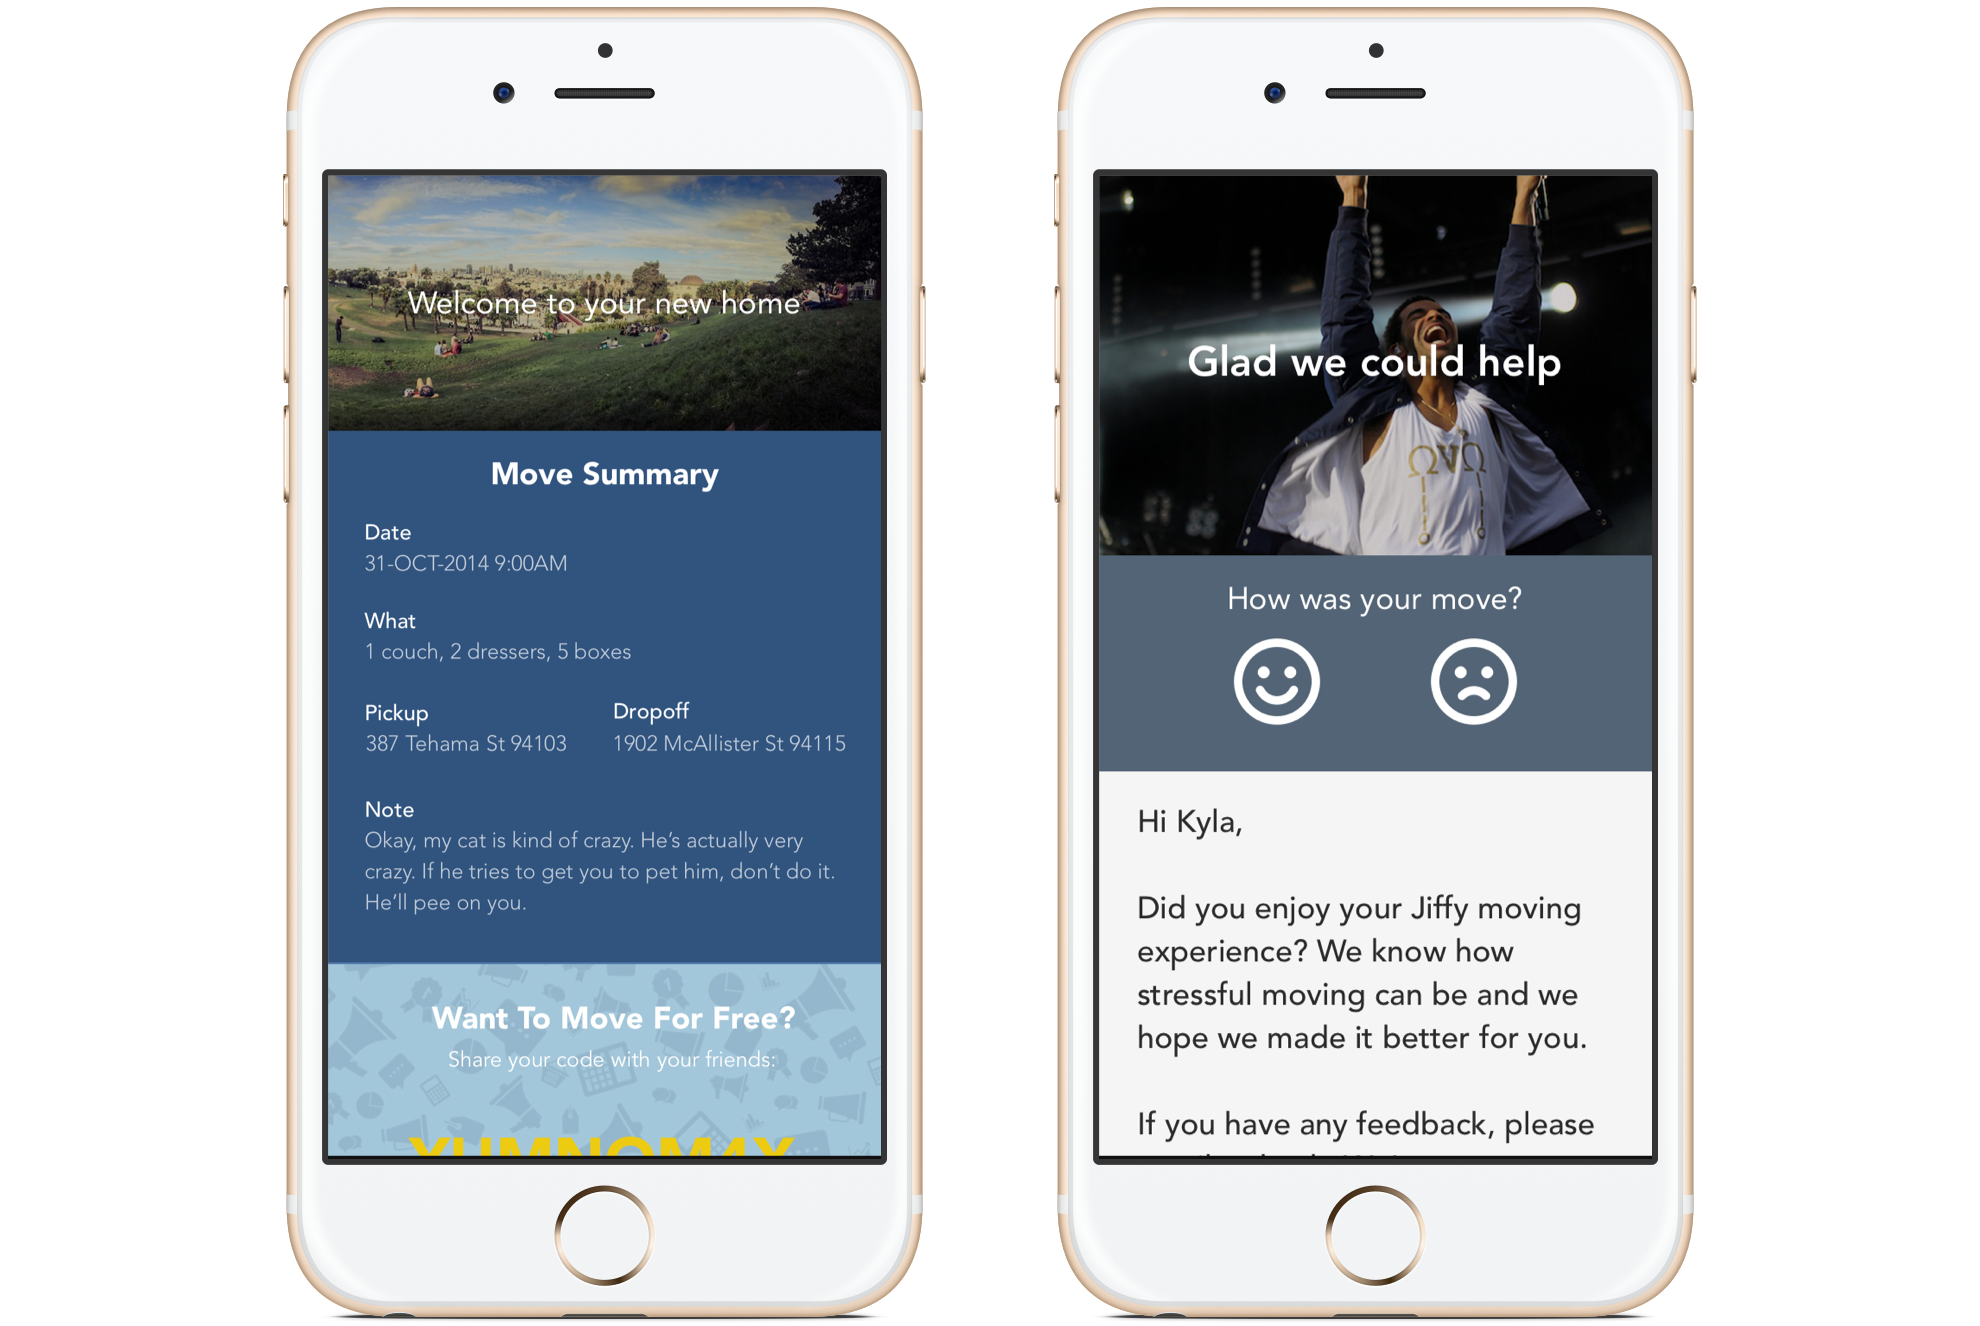 Welcome to your new home
Move Summary
Date
31-OCT-2014 9:00AM
What
1 couch, 2 dressers, 5 boxes
Pickup
387 Tehama St 94103
Dropoff
1902 McAllister St 94115
Note
Okay, my cat is kind of crazy. He's actually very
crazy. If he tries to get you to pet him, don't do it.
He'll pee on you.
Want To Move For Free?
Share your code with your friends:
Glad we could help
ΩVΩ
How was your move?
Hi Kyla,
Did you enjoy your Jiffy moving
experience? We know how
stressful moving can be and we
hope we made it better for you.
If you have any feedback, please